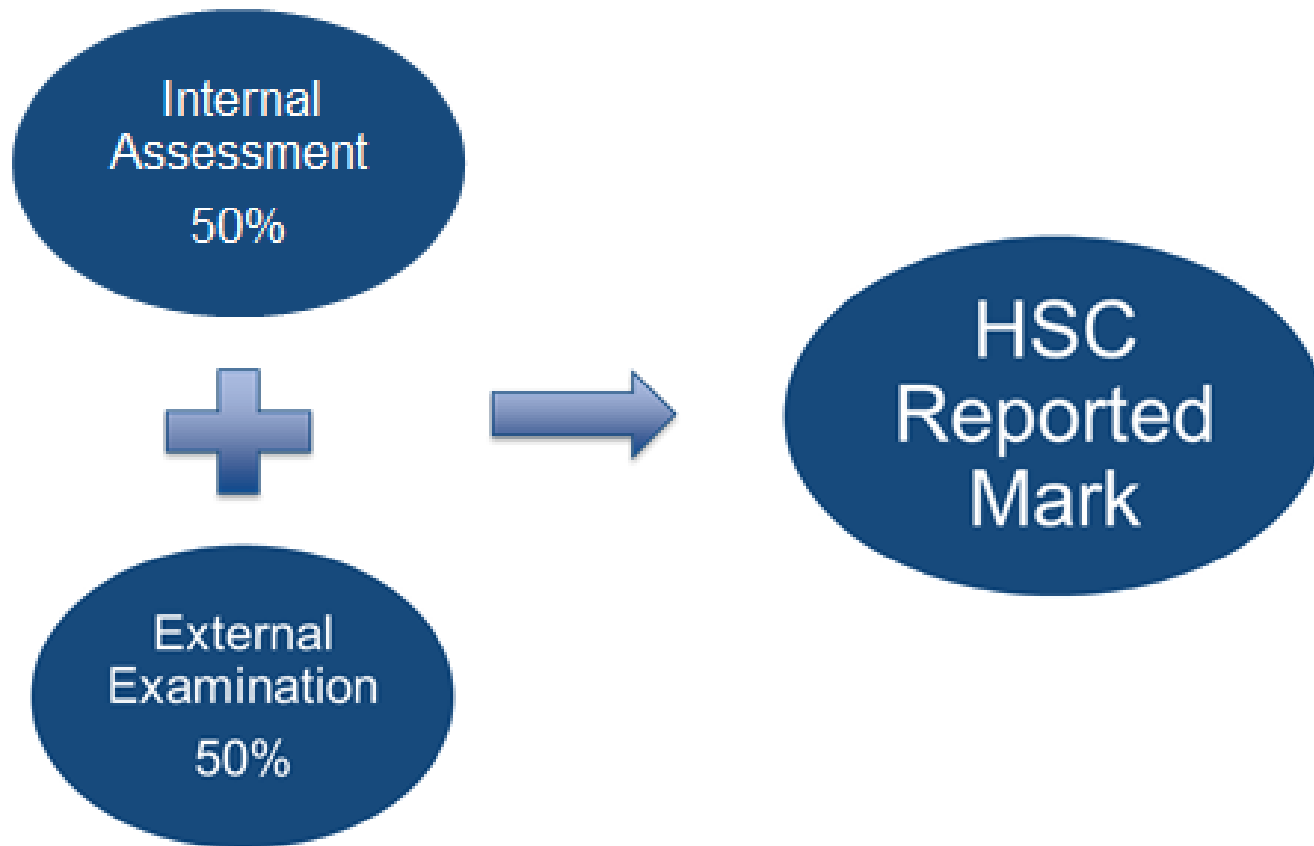 Internal
Assessment
50%
External
Examination
50%
HSC
Reported
Mark